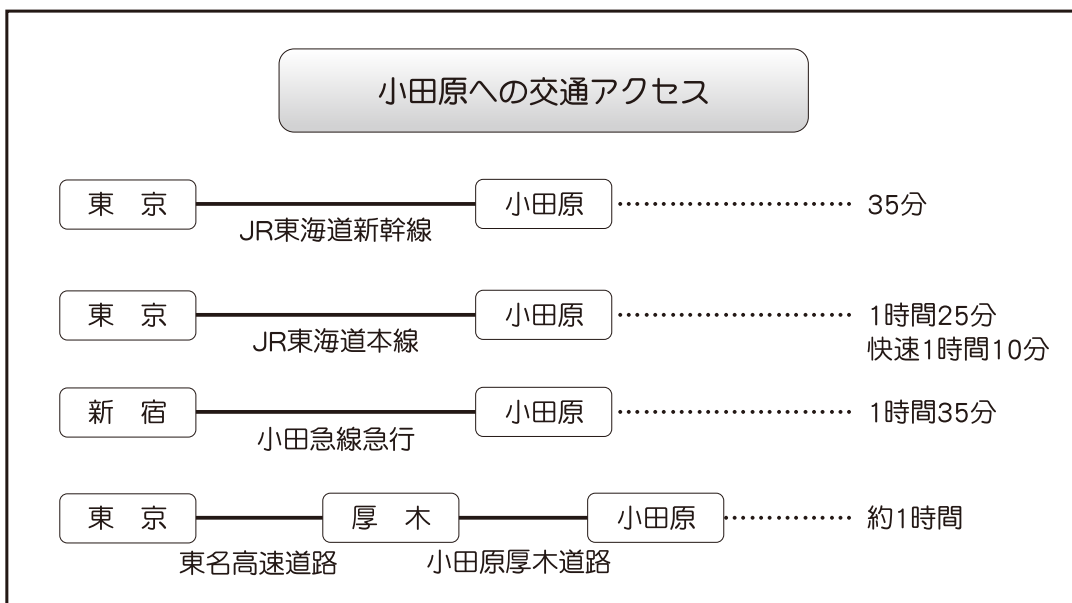 小田原への交通アクセス
東　京 小田原 ………………………… 35分
JR東海道新幹線
東　京 小田原 ………………………… 1時間25分
JR東海道本線 快速1時間10分
新　宿 小田原 ………………………… 1時間35分
小田急線急行
東　京 厚　木 小田原 …………… 約1時間
東名高速道路 小田原厚木道路